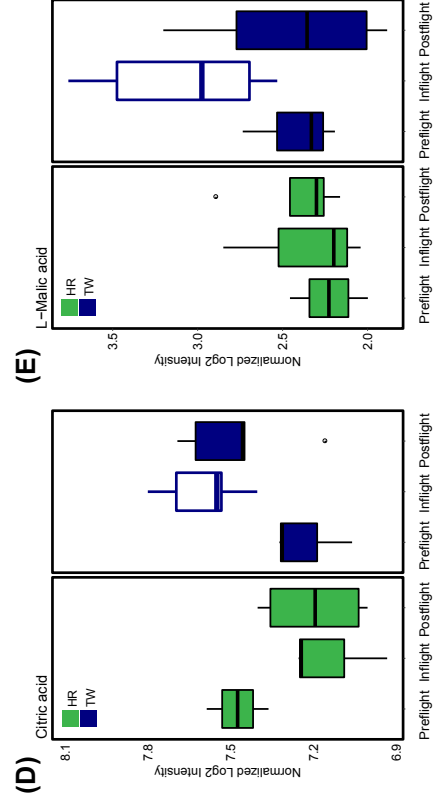 (D)
Citric acid
HR
TW
Normalized Log2 Intensity
8.1
7.8
7.5
7.2
6.9
Preflight Inflight Postflight
Preflight Inflight Postflight
(E)
L−Malic acid
HR
TW
Normalized Log2 Intensity
3.5
3.0
2.5
2.0
Preflight Inflight Postflight
Preflight Inflight Postflight